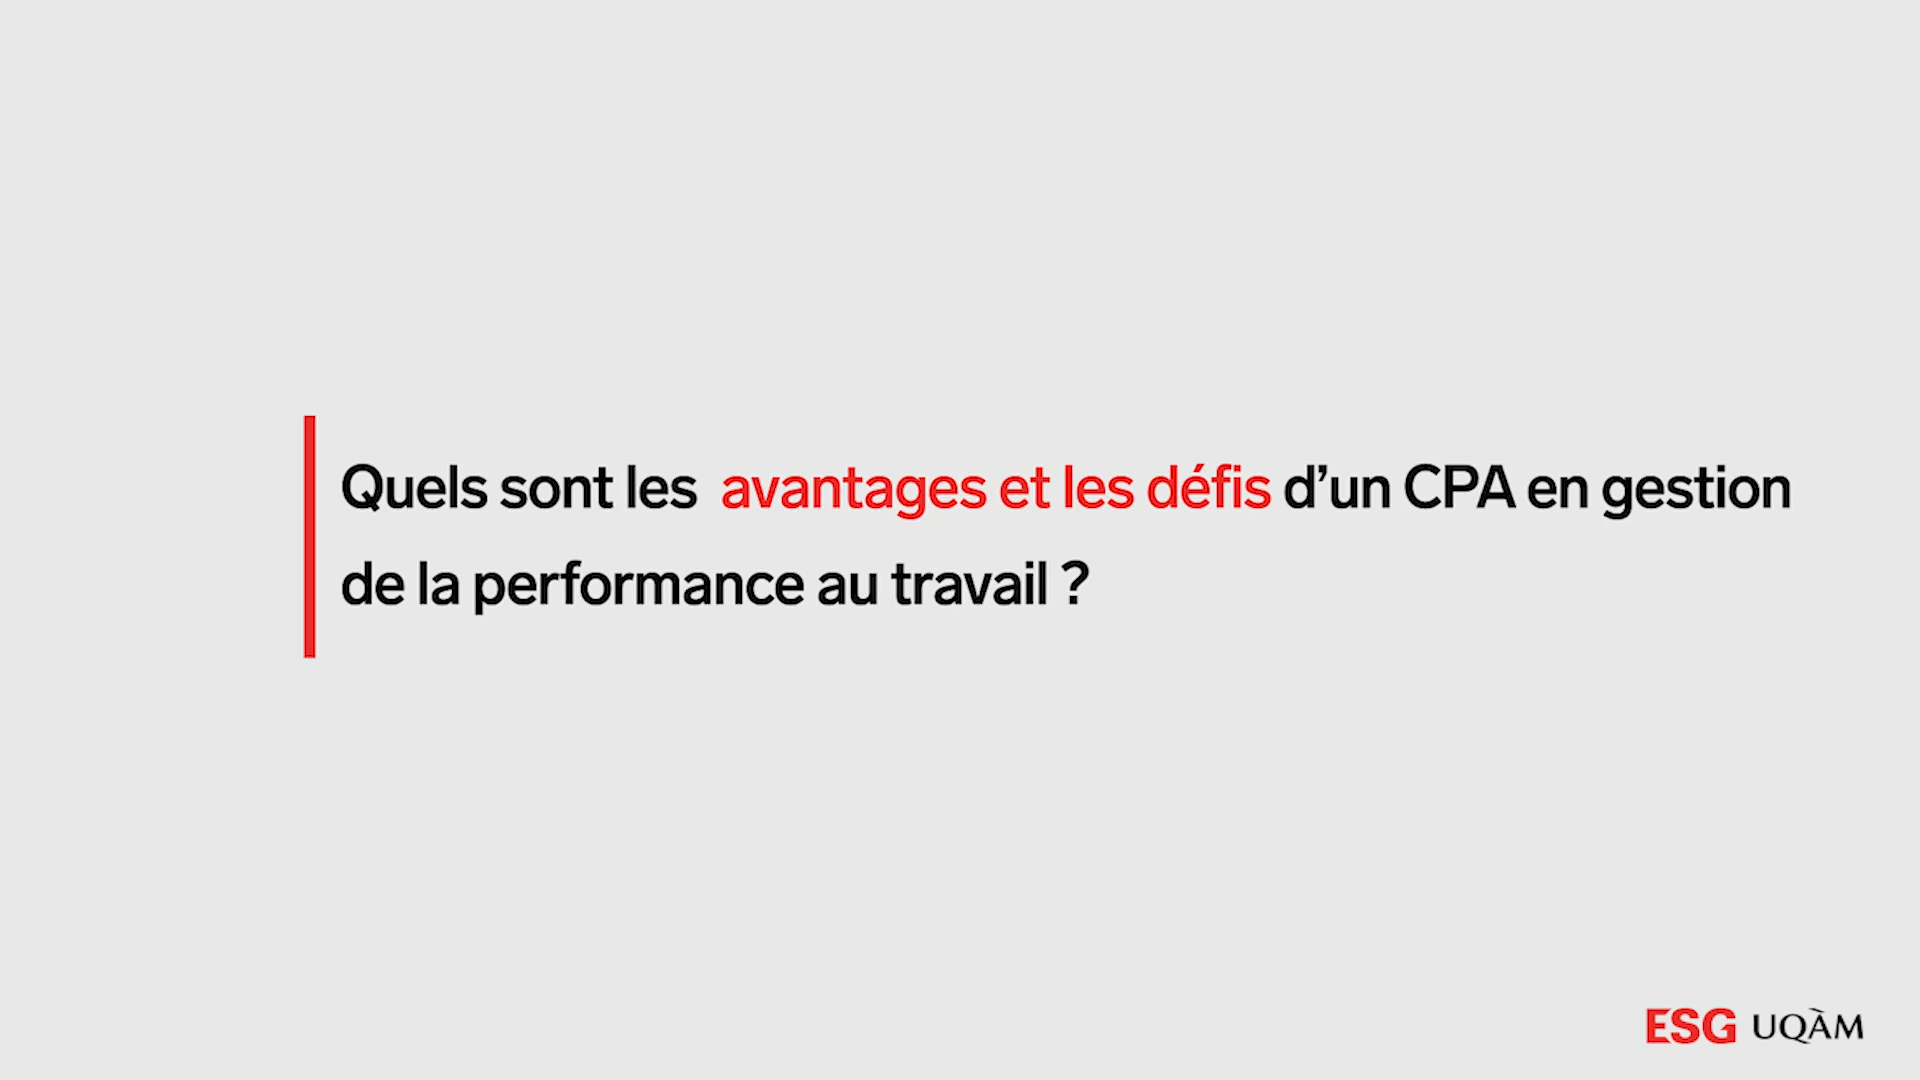 Quels sont les avantages et les défis d’un CPA en gestion
de la performance au travail ?
ESG UQÀM